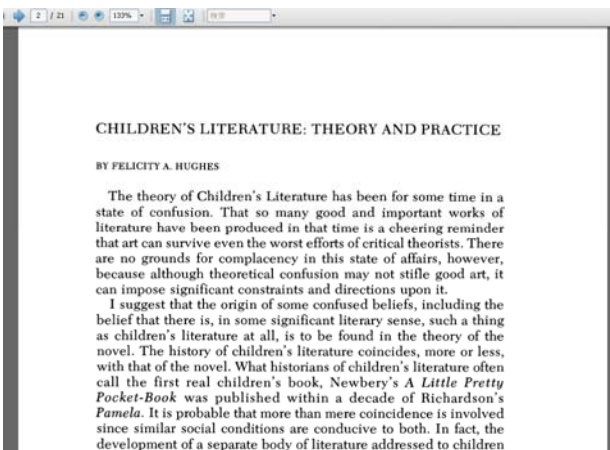 2 / 21 133%
CHILDREN'S LITERATURE: THEORY AND PRACTICE
BY FELICITY A. HUGHES
The theory of Children's Literature has been for some time in a
state of confusion. That so many good and important works of
literature have been produced in that time is a cheering reminder
that art can survive even the worst efforts of critical theorists. There
are no grounds for complacency in this state of affairs, however,
because although theoretical confusion may not stifle good art, it
can impose significant constraints and directions upon it.
I suggest that the origin of some confused beliefs, including the
belief that there is, in some significant literary sense, such a thing
as children's literature at all, is to be found in the theory of the
novel. The history of children's literature coincides, more or less,
with that of the novel. What historians of children's literature often
call the first real children's book, Newbery's A Little Pretty
Pocket-Book was published within a decade of Richardson's
Pamela. It is probable that more than mere coincidence is involved
since similar social conditions are conducive to both. In fact, the
development of a separate body of literature addressed to children